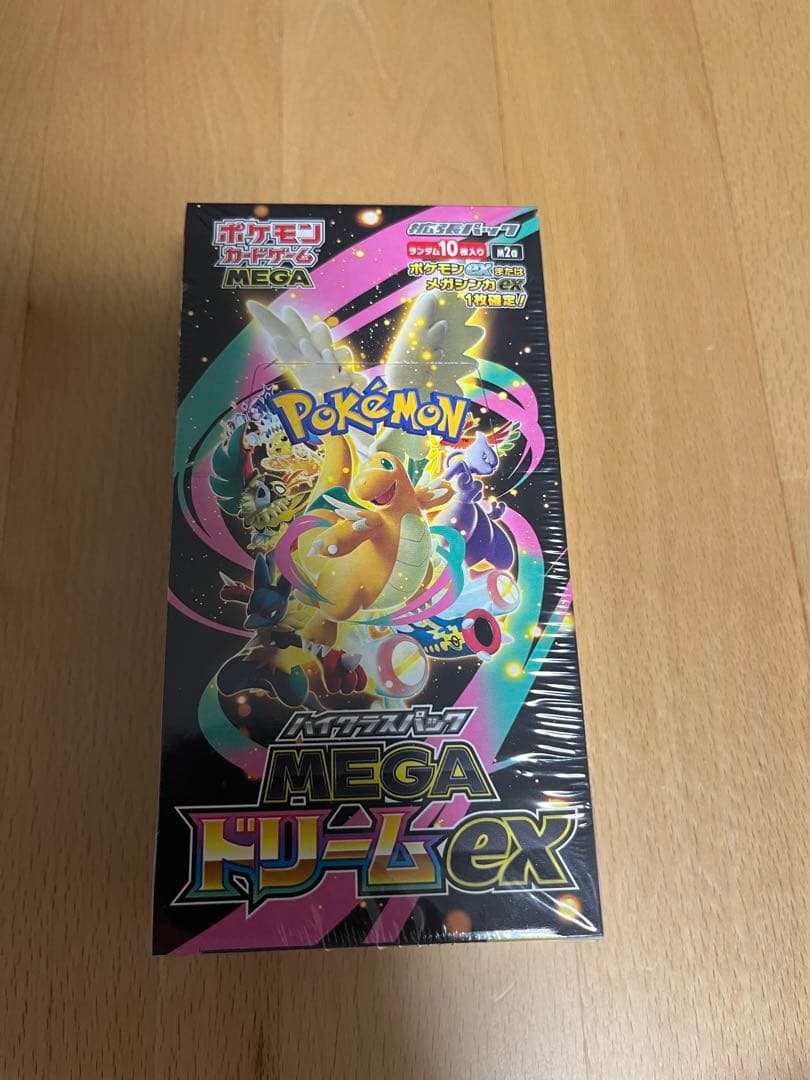 ポケモン
カードゲーム
MEGA
拡張パック
ランダム10枚入り
M2a
ポケモンexまたは
メガシンカex
1枚確定!
Pokémon
TM
ハイクラスパック
MEGA
ドリームex